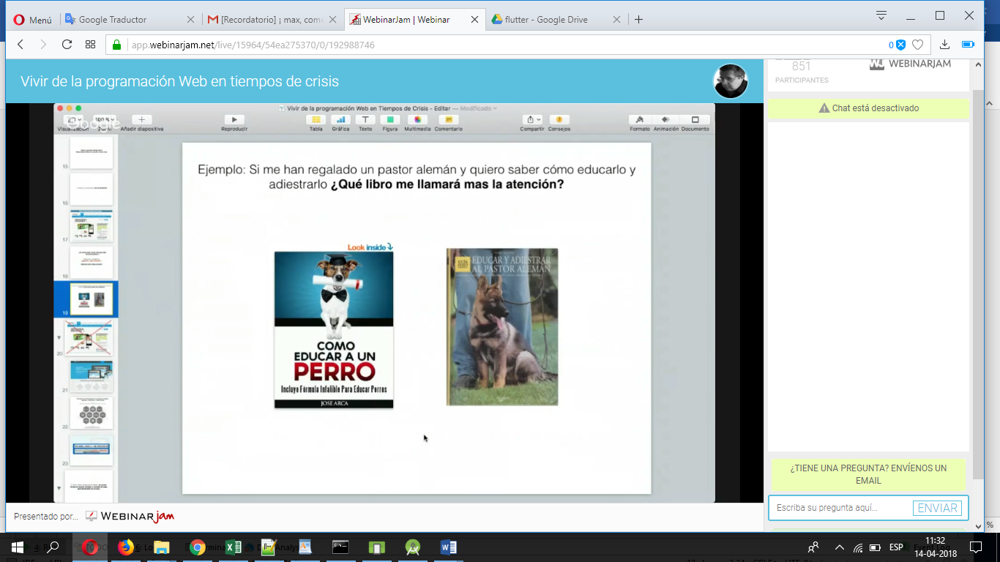 Menú
Google Traductor
[Recordatorio] ¡ max, com
WebinarJam | Webinar
flutter - Google Drive
app.webinarjam.net/live/15964/54ea275370/0/192988746
0
Vivir de la programación Web en tiempos de crisis
851
PARTICIPANTES
WEBINARJAM
Chat está desactivado
Vivir de la programación Web en Tiempos de Crisis - Editar — Modificado
100 %
Google
Visualización
Añadir diapositiva
Reproducir
Tabla
Gráfica
Texto
Figura
Multimedia
Comentario
Compartir
Consejos
Formato
Animación
Documento
15
16
17
18
19
20
21
22
23
Ejemplo: Si me han regalado un pastor alemán y quiero saber cómo educarlo y
adiestrarlo ¿Qué libro me llamará mas la atención?
Look inside
COMO
EDUCAR A UN
PERRO
Incluye Fórmula Infalible Para Educar Perros
JOSE ARCA
EDUCAR Y ADIESTRAR
AL PASTOR ALEMÁN
¿TIENE UNA PREGUNTA? ENVÍENOS UN
EMAIL
Escriba su pregunta aquí...
ENVIAR
Presentado por...
WEBINARJam
%
ESP
11:32
14-04-2018